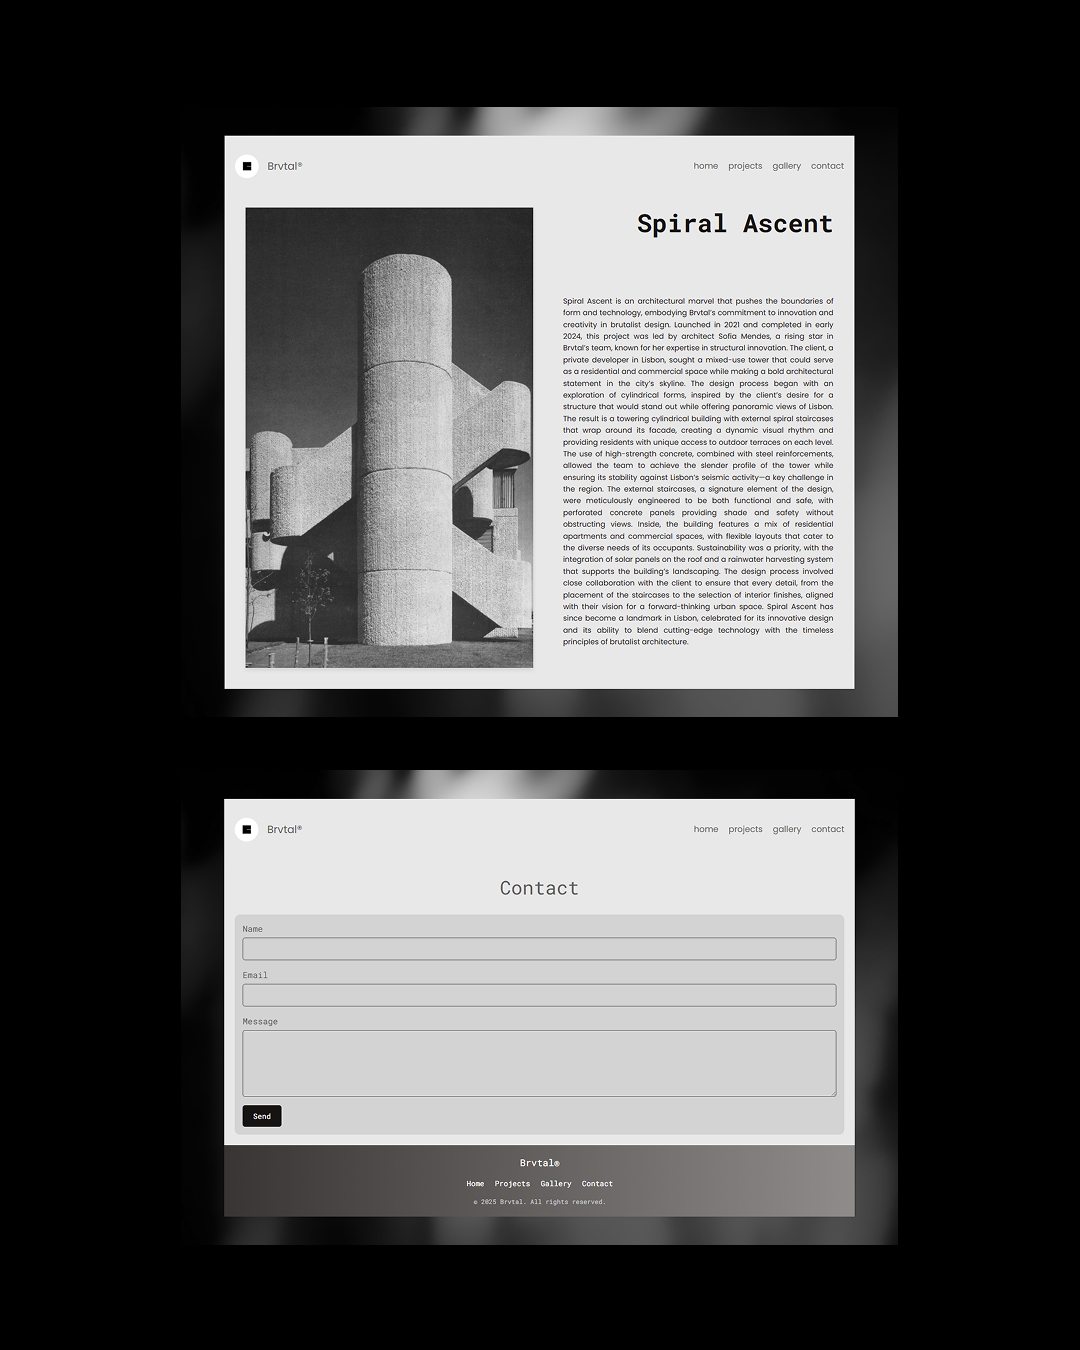 Brvtal®
home projects gallery contact
Spiral Ascent
Spiral Ascent is an architectural marvel that pushes the boundaries of
form and technology, embodying Brvtal's commitment to innovation and
creativity in brutalist design. Launched in 2021 and completed in early
2024, this project was led by architect Sofia Mendes, a rising star in
Brvtal's team, known for her expertise in structural innovation. The client, a
private developer in Lisbon, sought a mixed-use tower that could serve
as a residential and commercial space while making a bold architectural
statement in the city's skyline. The design process began with an
exploration of cylindrical forms, inspired by the client's desire for a
structure that would stand out while offering panoramic views of Lisbon.
The result is a towering cylindrical building with external spiral staircases
that wrap around its facade, creating a dynamic visual rhythm and
providing residents with unique access to outdoor terraces on each level.
The use of high-strength concrete, combined with steel reinforcements,
allowed the team to achieve the slender profile of the tower while
ensuring its stability against Lisbon's seismic activity—a key challenge in
the region. The external staircases, a signature element of the design,
were meticulously engineered to be both functional and safe, with
perforated concrete panels providing shade and safety without
obstructing views. Inside, the building features a mix of residential
apartments and commercial spaces, with flexible layouts that cater to
the diverse needs of its occupants. Sustainability was a priority, with the
integration of solar panels on the roof and a rainwater harvesting system
that supports the building's landscaping. The design process involved
close collaboration with the client to ensure that every detail, from the
placement of the staircases to the selection of interior finishes, aligned
with their vision for a forward-thinking urban space. Spiral Ascent has
since become a landmark in Lisbon, celebrated for its innovative design
and its ability to blend cutting-edge technology with the timeless
principles of brutalist architecture.
Brvtal®
home projects gallery contact
Contact
Name
Email
Message
Send
Brvtal®
Home Projects Gallery Contact
© 2025 Brvtal. All rights reserved.